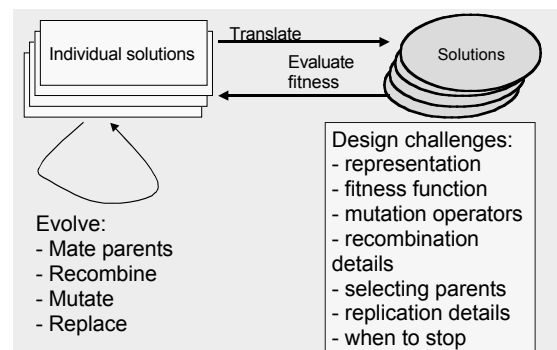 Individual solutions
Translate
Evaluate
fitness
Solutions
Evolve:
- Mate parents
- Recombine
- Mutate
- Replace
Design challenges:
- representation
- fitness function
- mutation operators
- recombination
details
- selecting parents
- replication details
- when to stop